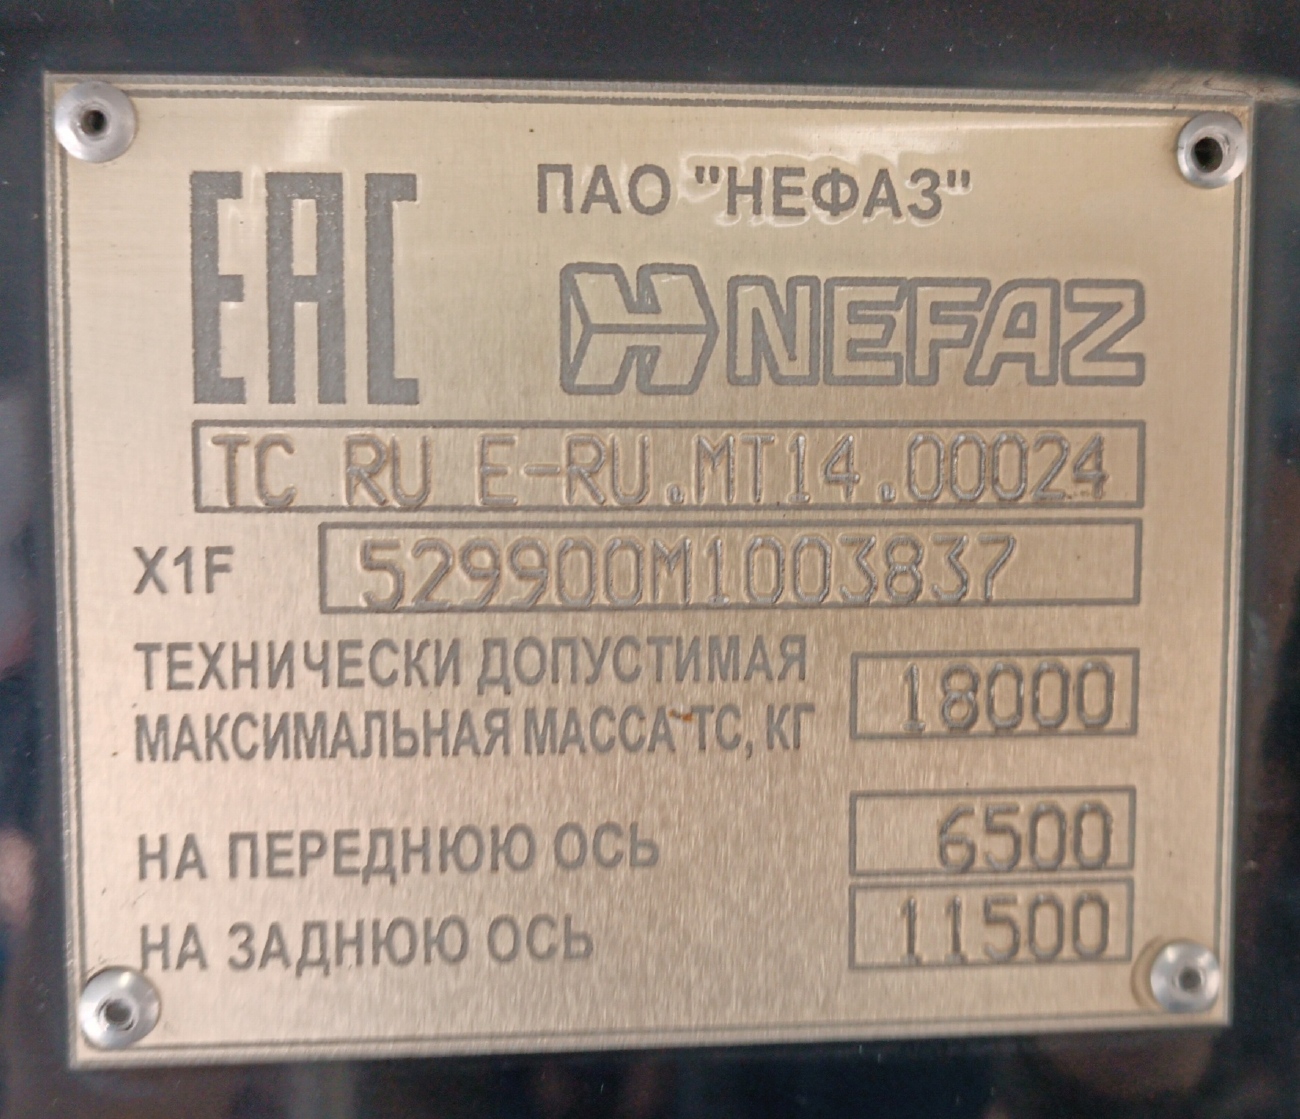 ЕАС
ПАО "НЕФАЗ"
NEFAZ
ТС RU E-RU.MT14.00024
X1F 529900M1003837
ТЕХНИЧЕСКИ ДОПУСТИМАЯ
МАКСИМАЛЬНАЯ МАССА ТС, КГ 18000
НА ПЕРЕДНЮЮ ОСЬ 6500
НА ЗАДНЮЮ ОСЬ 11500